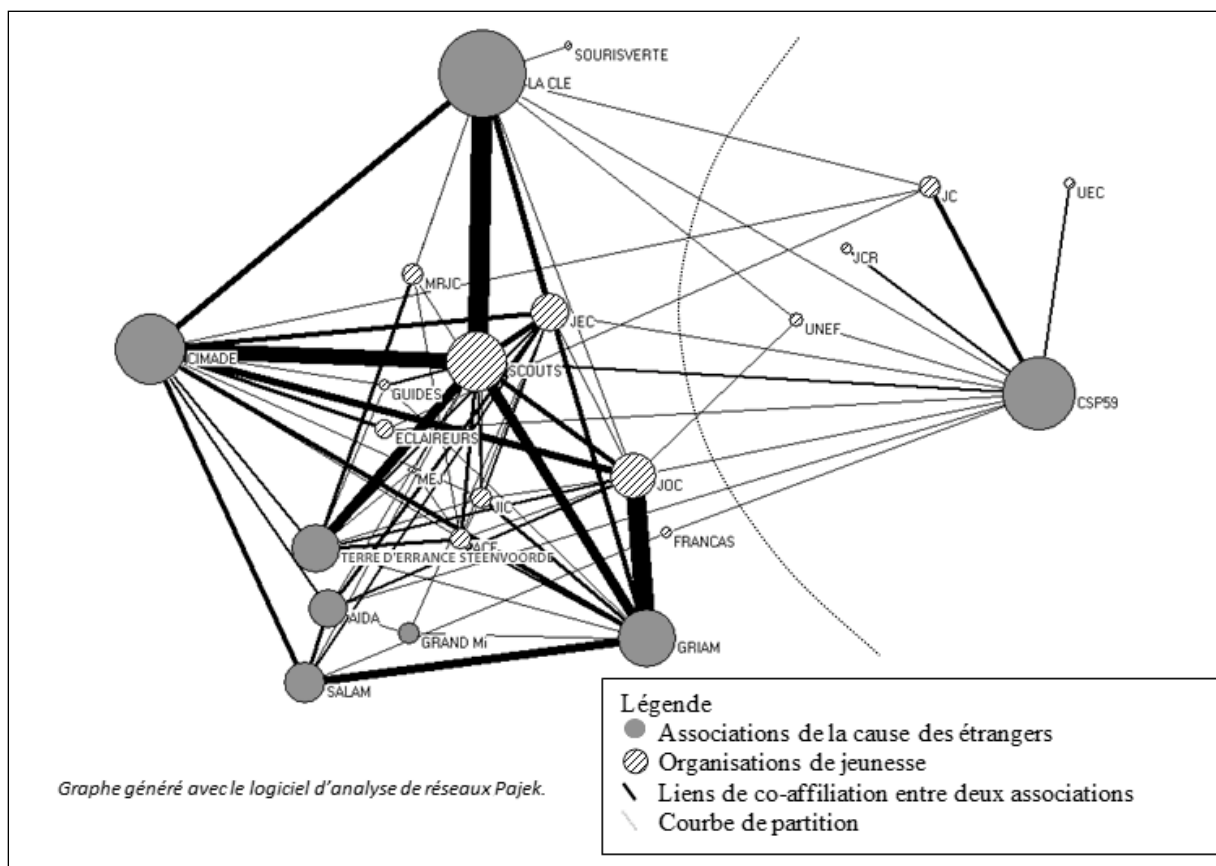 SOURISVERTE
LA CLE
JC
UEC
JCR
MRJC
UNEF
JEC
CIMADE
SCOUTS
GUIDES
CSP59
ECLAIREURS
MEJ
JOC
JIC
FRANCAS
ACE
TERRE D'ERRANCE STEENVOORDE
AIDA
GRAND Mi
GRIAM
SALAM
Légende
Associations de la cause des étrangers
Organisations de jeunesse
Liens de co-affiliation entre deux associations
Courbe de partition
Graphe généré avec le logiciel d'analyse de réseaux Pajek.